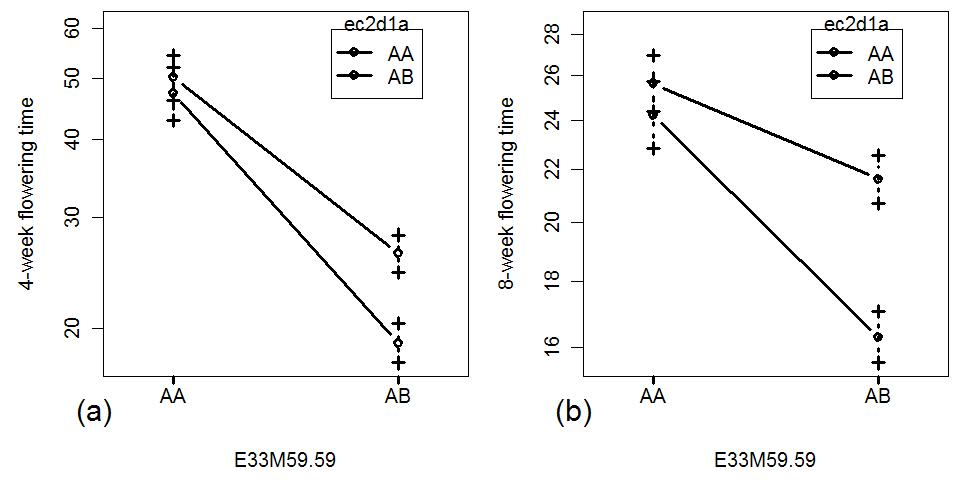 ec2d1a
AA
AB
4-week flowering time
60
50
40
30
20
AA AB
(a)
E33M59.59
ec2d1a
AA
AB
8-week flowering time
28
26
24
22
20
18
16
AA AB
(b)
E33M59.59